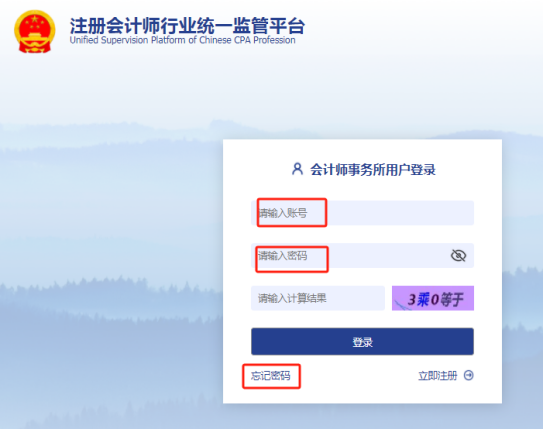 注册会计师行业统一监管平台
Unified Supervision Platform of Chinese CPA Profession
会计师事务所用户登录
请输入账号
请输入密码
请输入计算结果
3乘0等于
登录
忘记密码
立即注册